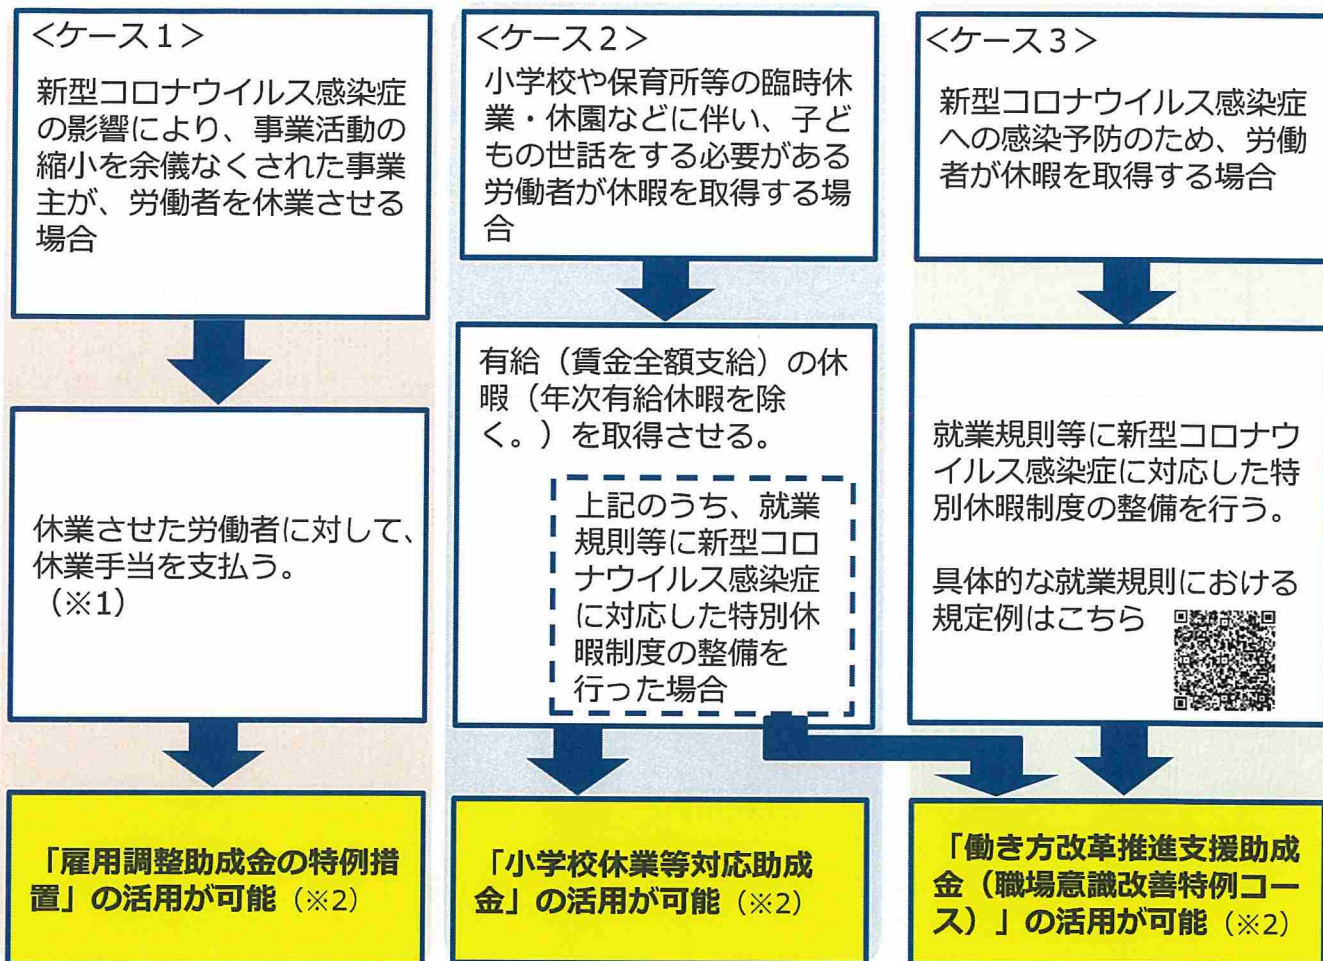 ＜ケース１＞
新型コロナウイルス感染症
の影響により、事業活動の
縮小を余儀なくされた事業
主が、労働者を休業させる
場合
休業させた労働者に対して、
休業手当を支払う。
（※1）
「雇用調整助成金の特例措
置」の活用が可能（※2）
＜ケース２＞
小学校や保育所等の臨時休
業・休園などに伴い、子ど
もの世話をする必要がある
労働者が休暇を取得する場
合
有給（賃金全額支給）の休
暇（年次有給休暇を除
く。）を取得させる。
上記のうち、就業
規則等に新型コロ
ナウイルス感染症
に対応した特別休
暇制度の整備を
行った場合
「小学校休業等対応助成
金」の活用が可能（※2）
＜ケース３＞
新型コロナウイルス感染症
への感染予防のため、労働
者が休暇を取得する場合
就業規則等に新型コロナウ
イルス感染症に対応した特
別休暇制度の整備を行う。
具体的な就業規則における
規定例はこちら
「働き方改革推進支援助成
金（職場意識改善特例コー
ス）」の活用が可能（※2）